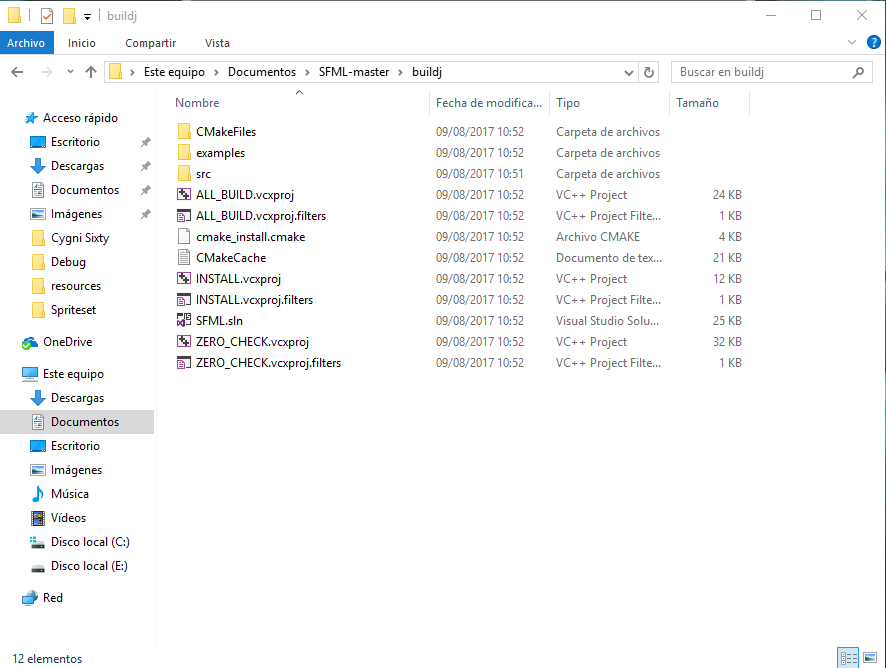 buildj
Archivo Inicio Compartir Vista
Este equipo Documentos SFML-master buildj Buscar en buildj
Nombre Fecha de modifica... Tipo Tamaño
Acceso rápido
Escritorio
Descargas
Documentos
Imágenes
Cygni Sixty
Debug
resources
Spriteset
OneDrive
Este equipo
Descargas
Documentos
Escritorio
Imágenes
Música
Vídeos
Disco local (C:)
Disco local (E:)
Red
CMakeFiles 09/08/2017 10:52 Carpeta de archivos
examples 09/08/2017 10:52 Carpeta de archivos
src 09/08/2017 10:51 Carpeta de archivos
ALL_BUILD.vcxproj 09/08/2017 10:52 VC++ Project 24 KB
ALL_BUILD.vcxproj.filters 09/08/2017 10:52 VC++ Project Filte... 1 KB
cmake_install.cmake 09/08/2017 10:52 Archivo CMAKE 4 KB
CMakeCache 09/08/2017 10:52 Documento de tex... 21 KB
INSTALL.vcxproj 09/08/2017 10:52 VC++ Project 12 KB
INSTALL.vcxproj.filters 09/08/2017 10:52 VC++ Project Filte... 1 KB
SFML.sln 09/08/2017 10:52 Visual Studio Solu... 25 KB
ZERO_CHECK.vcxproj 09/08/2017 10:52 VC++ Project 32 KB
ZERO_CHECK.vcxproj.filters 09/08/2017 10:52 VC++ Project Filte... 1 KB
12 elementos